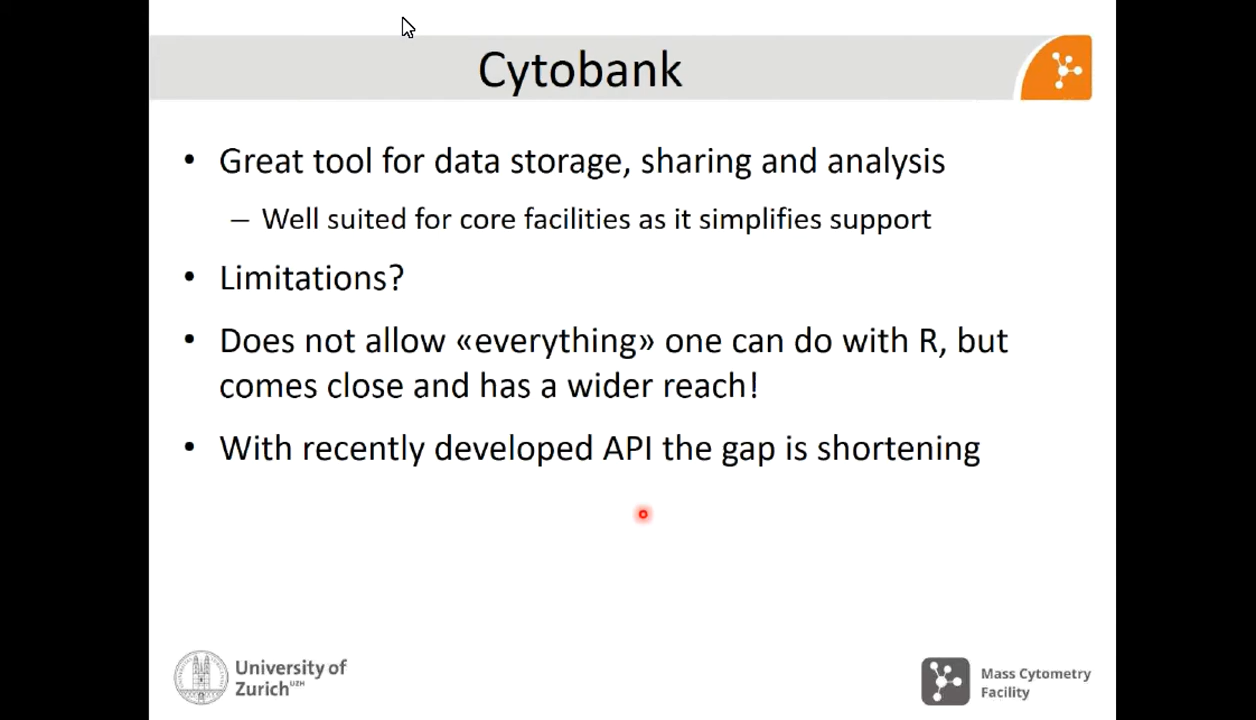 Cytobank
• Great tool for data storage, sharing and analysis
– Well suited for core facilities as it simplifies support
• Limitations?
• Does not allow «everything» one can do with R, but
comes close and has a wider reach!
• With recently developed API the gap is shortening
University of
Zurich UZH
Mass Cytometry
Facility